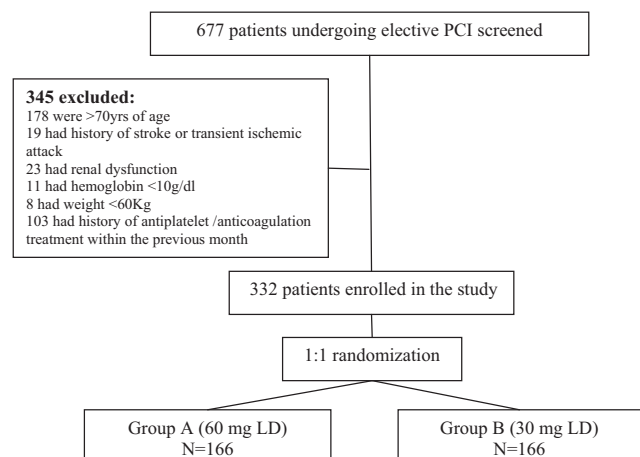 677 patients undergoing elective PCI screened
345 excluded:
178 were >70yrs of age
19 had history of stroke or transient ischemic
attack
23 had renal dysfunction
11 had hemoglobin <10g/dl
8 had weight <60Kg
103 had history of antiplatelet /anticoagulation
treatment within the previous month
332 patients enrolled in the study
1:1 randomization
Group A (60 mg LD)
N=166
Group B (30 mg LD)
N=166